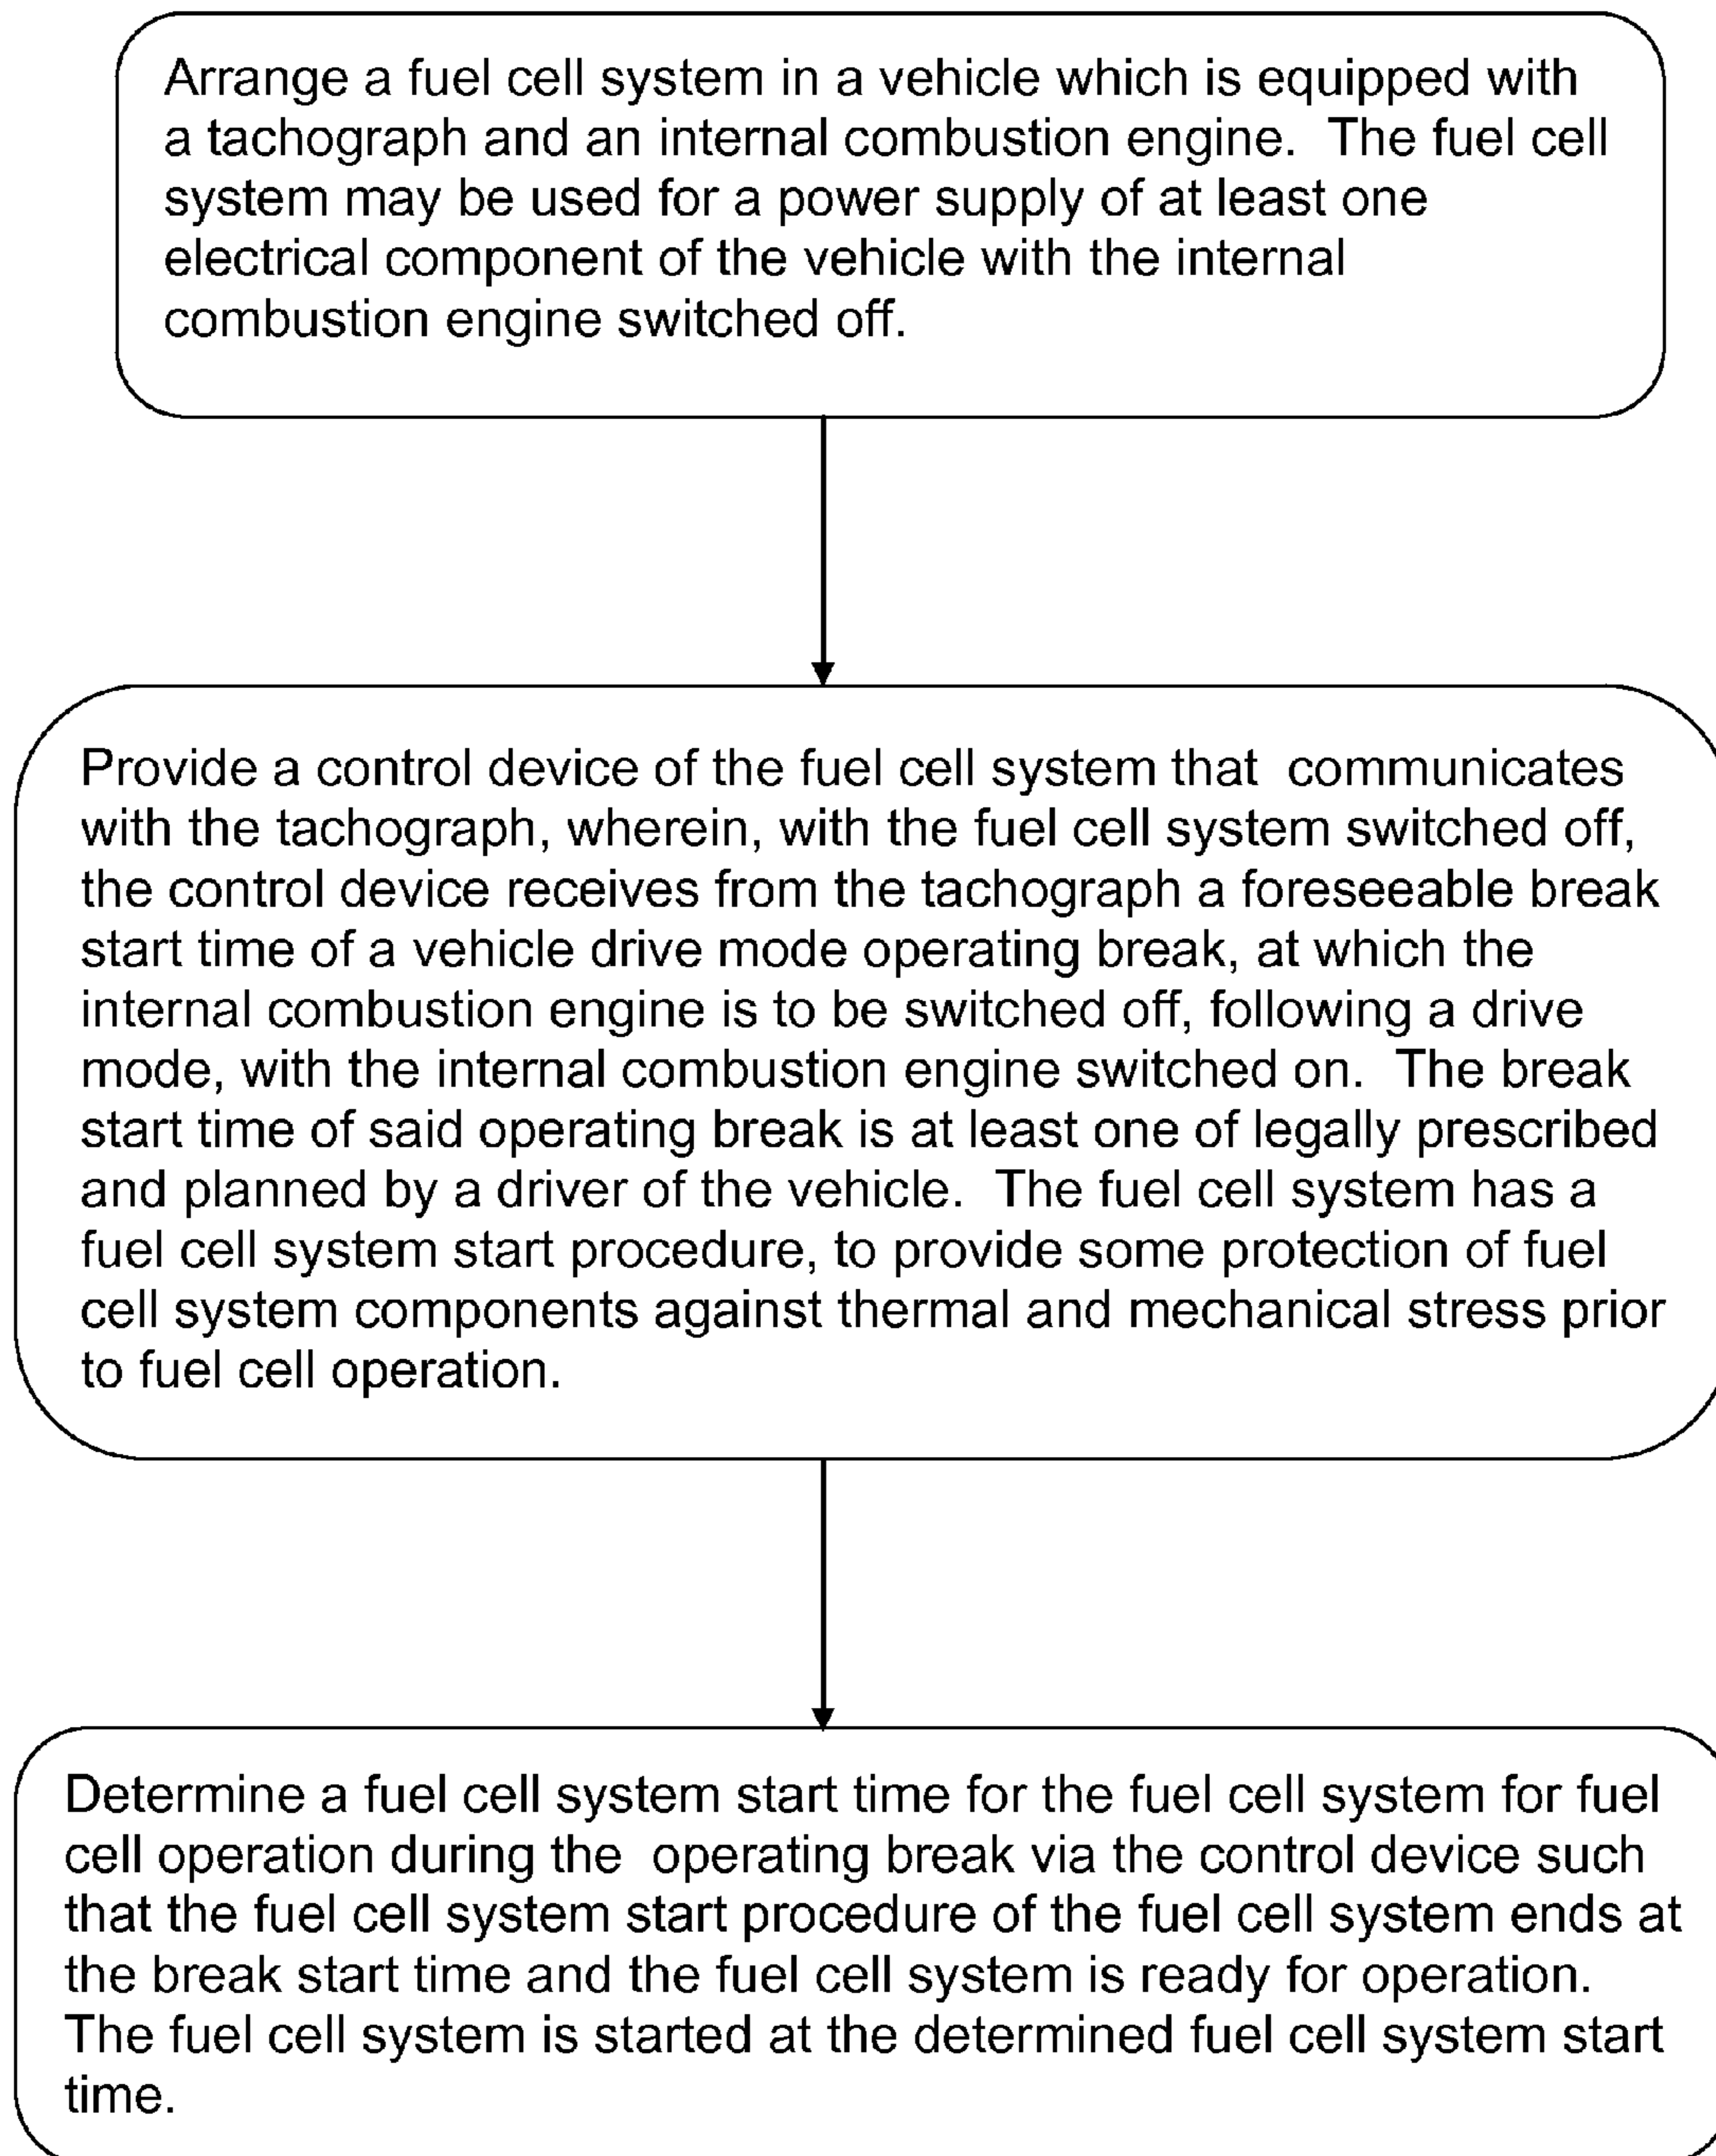 Arrange a fuel cell system in a vehicle which is equipped with
a tachograph and an internal combustion engine.  The fuel cell
system may be used for a power supply of at least one
electrical component of the vehicle with the internal
combustion engine switched off.
Provide a control device of the fuel cell system that  communicates
with the tachograph, wherein, with the fuel cell system switched off,
the control device receives from the tachograph a foreseeable break
start time of a vehicle drive mode operating break, at which the
internal combustion engine is to be switched off, following a drive
mode, with the internal combustion engine switched on.  The break
start time of said operating break is at least one of legally prescribed
and planned by a driver of the vehicle.  The fuel cell system has a
fuel cell system start procedure, to provide some protection of fuel
cell system components against thermal and mechanical stress prior
to fuel cell operation.
Determine a fuel cell system start time for the fuel cell system for fuel
cell operation during the  operating break via the control device such
that the fuel cell system start procedure of the fuel cell system ends at
the break start time and the fuel cell system is ready for operation.
The fuel cell system is started at the determined fuel cell system start
time.